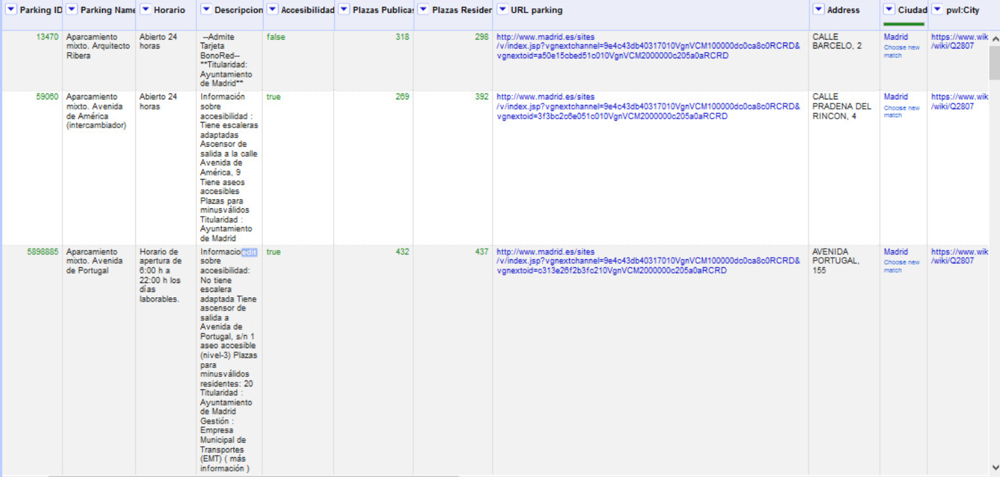 Parking ID Parking Name Horario Descripcion Accesibilidad Plazas Publicas Plazas Resider URL parking Address Ciudad pwl:City
13470
Aparcamiento
mixto. Arquitecto
Ribera
Abierto 24
horas
--Admite
Tarjeta
BonoRed--
**Titularidad:
Ayuntamiento
de Madrid**
false
318
298
http://www.madrid.es/sites
/v/index.jsp?vgnextchannel=9e4c43db40317010VgnVCM100000dc0ca8c0RCRD&
vgnextoid=a50e15cbed51c010VgnVCM2000000c205a0aRCRD
CALLE
BARCELO, 2
Madrid
Choose new
match
https://www.wik
/wiki/Q2807
59060
Aparcamiento
mixto. Avenida
de América
(intercambiador)
Abierto 24
horas
Información
sobre
accesibilidad :
Tiene escaleras
adaptadas
Ascensor de
salida a la calle
Avenida de
América, 9
Tiene aseos
accesibles
Plazas para
minusválidos
Titularidad :
Ayuntamiento
de Madrid
true
269
392
http://www.madrid.es/sites
/v/index.jsp?vgnextchannel=9e4c43db40317010VgnVCM100000dc0ca8c0RCRD&
vgnextoid=3f3bc2c6e051c010VgnVCM2000000c205a0aRCRD
CALLE
PRADENA DEL
RINCON, 4
Madrid
Choose new
match
https://www.wik
/wiki/Q2807
5898885
Aparcamiento
mixto. Avenida
de Portugal
Horario de
apertura de
6:00 h a
22:00 h los
días
laborables.
Informacio edit
sobre
accesibilidad:
No tiene
escalera
adaptada Tiene
ascensor de
salida a
Avenida de
Portugal, s/n 1
aseo accesible
(nivel-3) Plazas
para
minusválidos
residentes: 20
Titularidad :
Ayuntamiento
de Madrid
Gestión :
Empresa
Municipal de
Transportes
(EMT) ( más
información )
true
432
437
http://www.madrid.es/sites
/v/index.jsp?vgnextchannel=9e4c43db40317010VgnVCM100000dc0ca8c0RCRD&
vgnextoid=c313e26f2b3fc210VgnVCM2000000c205a0aRCRD
AVENIDA
PORTUGAL,
155
Madrid
Choose new
match
https://www.wik
/wiki/Q2807